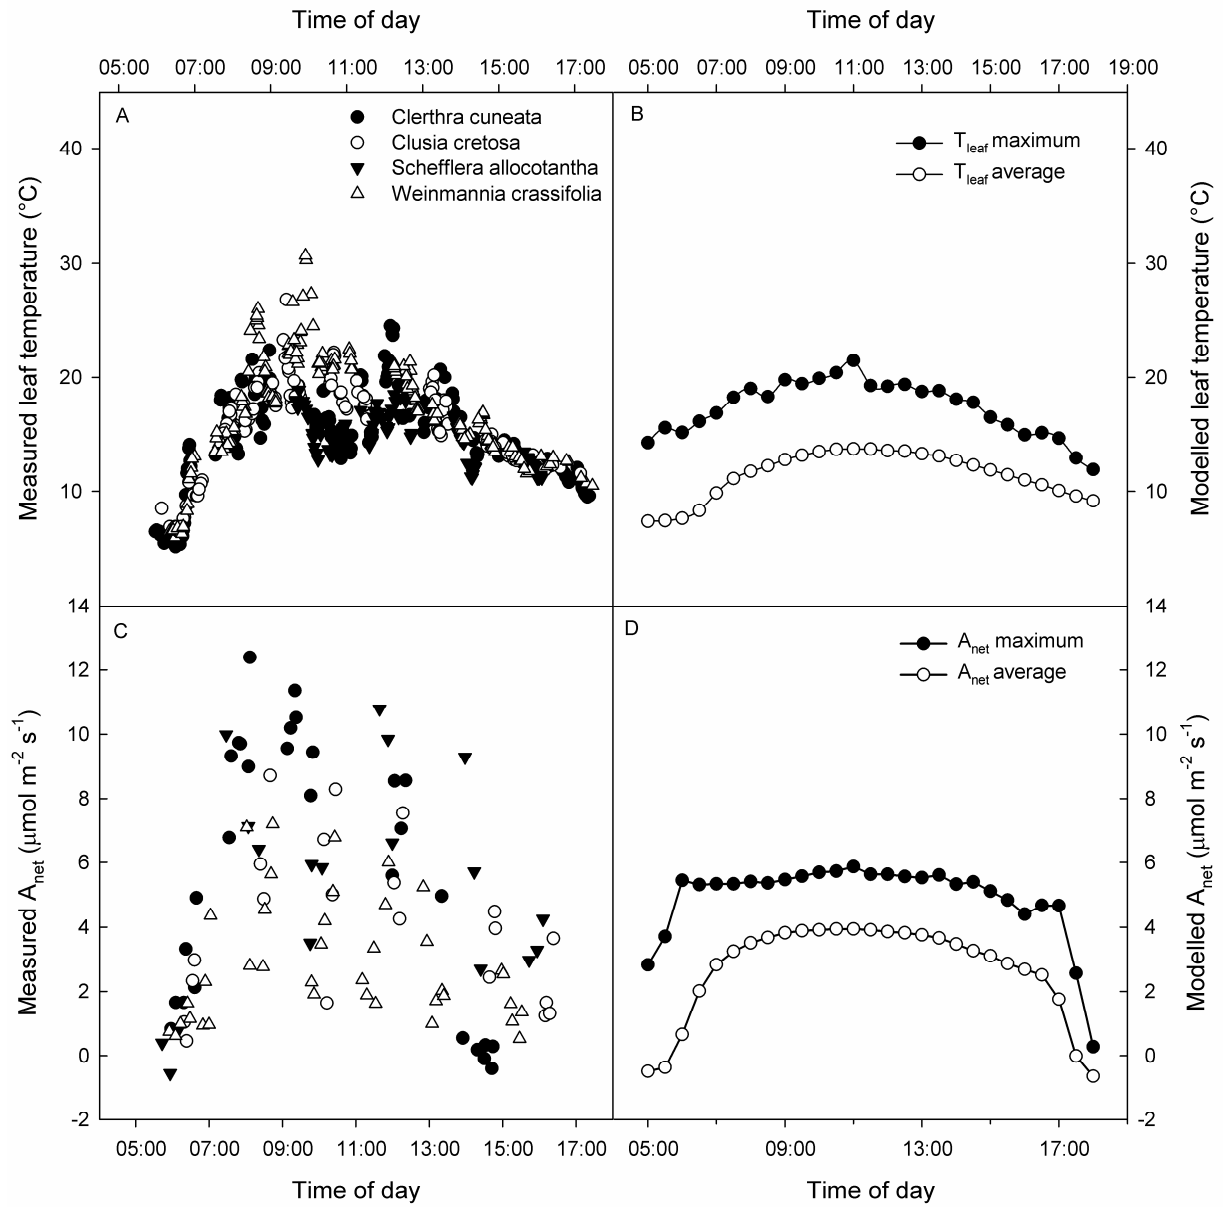 Time of day
Time of day
05:00 07:00 09:00 11:00 13:00 15:00 17:00
05:00 07:00 09:00 11:00 13:00 15:00 17:00 19:00
A
Clerthra cuneata
Clusia cretosa
Schefflera allocotantha
Weinmannia crassifolia
B
Tleaf maximum
Tleaf average
Measured leaf temperature (°C)
40
30
20
10
Modelled leaf temperature (°C)
40
30
20
10
C
D
Anet maximum
Anet average
Measured Anet (μmol m-2 s-1)
14
12
10
8
6
4
2
0
-2
Modelled Anet (μmol m-2 s-1)
14
12
10
8
6
4
2
0
-2
05:00 07:00 09:00 11:00 13:00 15:00 17:00
05:00 09:00 13:00 17:00
Time of day
Time of day